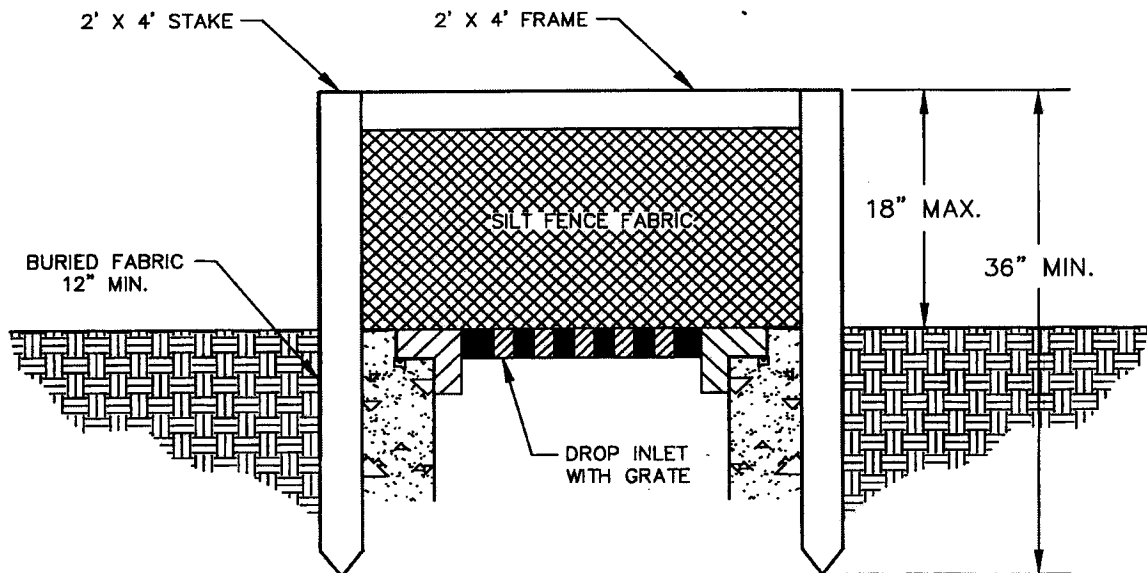 2' X 4' STAKE
2' X 4' FRAME
SILT FENCE FABRIC
18" MAX.
36" MIN.
BURIED FABRIC
12" MIN.
DROP INLET
WITH GRATE